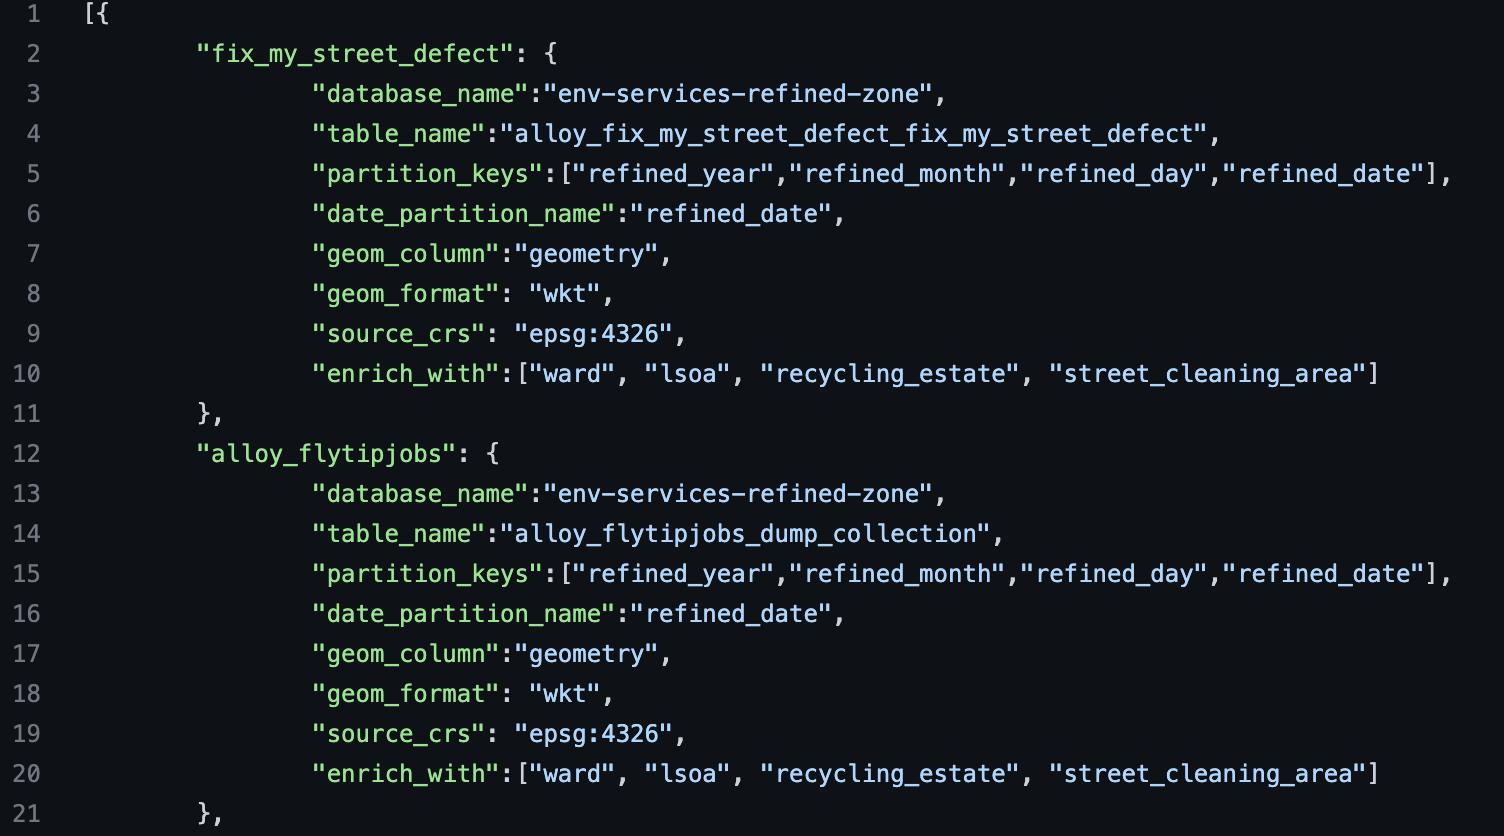 1 [{
2 "fix_my_street_defect": {
3 "database_name":"env-services-refined-zone",
4 "table_name":"alloy_fix_my_street_defect_fix_my_street_defect",
5 "partition_keys":["refined_year","refined_month","refined_day","refined_date"],
6 "date_partition_name":"refined_date",
7 "geom_column":"geometry",
8 "geom_format": "wkt",
9 "source_crs": "epsg:4326",
10 "enrich_with":["ward", "lsoa", "recycling_estate", "street_cleaning_area"]
11 },
12 "alloy_flytipjobs": {
13 "database_name":"env-services-refined-zone",
14 "table_name":"alloy_flytipjobs_dump_collection",
15 "partition_keys":["refined_year","refined_month","refined_day","refined_date"],
16 "date_partition_name":"refined_date",
17 "geom_column":"geometry",
18 "geom_format": "wkt",
19 "source_crs": "epsg:4326",
20 "enrich_with":["ward", "lsoa", "recycling_estate", "street_cleaning_area"]
21 },